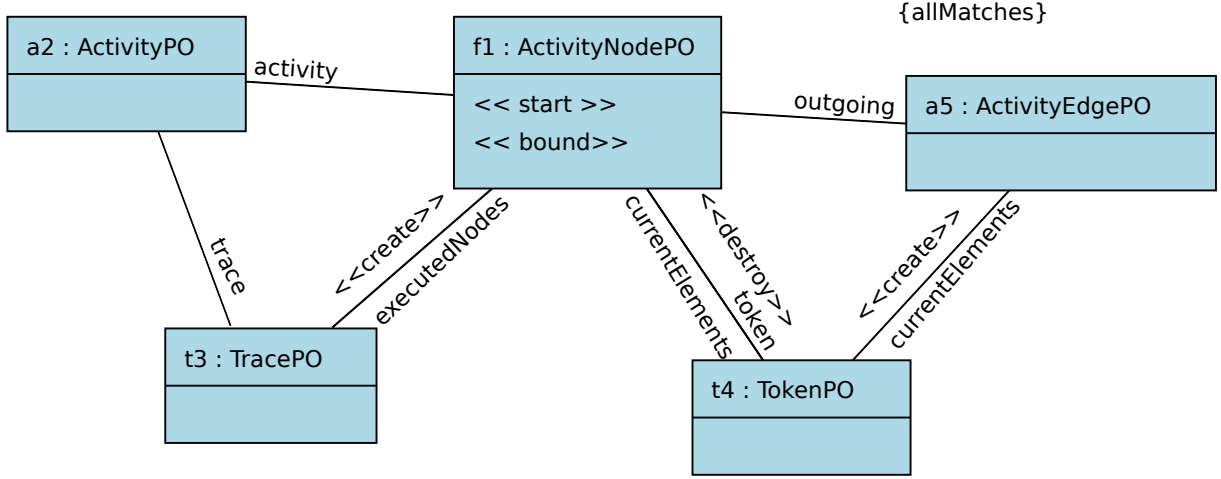 {allMatches}
a2 : ActivityPO
f1 : ActivityNodePO
<< start >>
<< bound>>
activity
outgoing
a5 : ActivityEdgePO
trace
<<create>>
executedNodes
currentElements
<<destroy>>
token
<<create>>
currentElements
t3 : TracePO
t4 : TokenPO